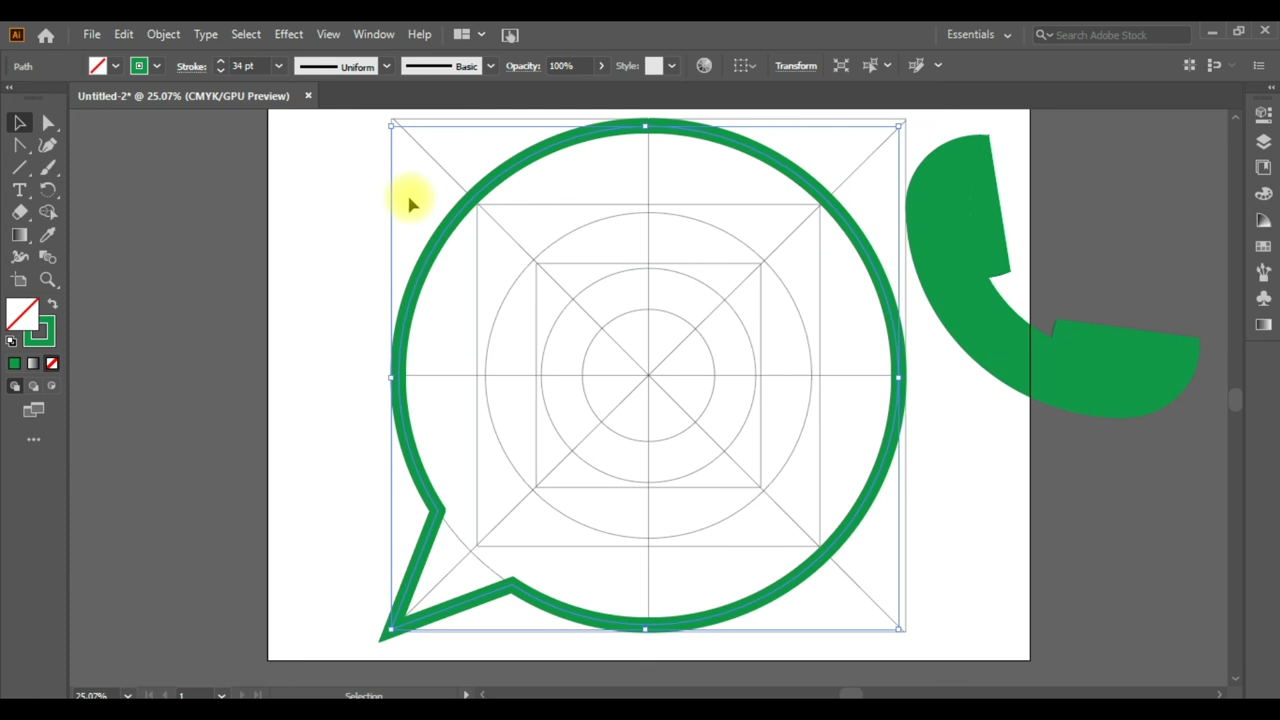 Ai File Edit Object Type Select Effect View Window Help Essentials Search Adobe Stock
Path Stroke: 34 pt Uniform Basic Opacity: 100% Style: Transform
Untitled-2* @ 25.07% (CMYK/GPU Preview)
25.07% 1 Selection